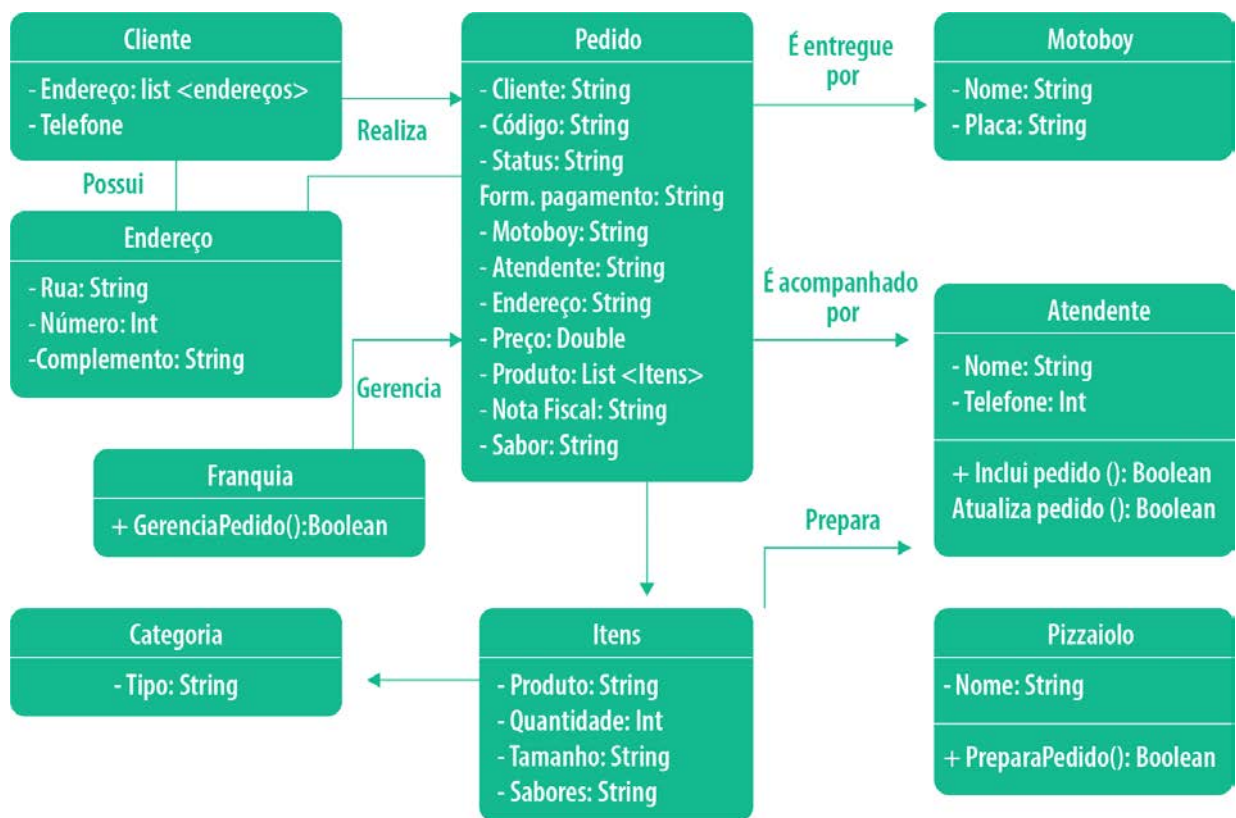 Cliente
- Endereço: list <endereços>
- Telefone
Realiza
Possui
Endereço
- Rua: String
- Número: Int
-Complemento: String
Pedido
- Cliente: String
- Código: String
- Status: String
Form. pagamento: String
- Motoboy: String
- Atendente: String
- Endereço: String
- Preço: Double
- Produto: List <Itens>
- Nota Fiscal: String
- Sabor: String
É entregue
por
Motoboy
- Nome: String
- Placa: String
É acompanhado
por
Atendente
- Nome: String
- Telefone: Int
+ Inclui pedido (): Boolean
Atualiza pedido (): Boolean
Gerencia
Franquia
+ GerenciaPedido():Boolean
Prepara
Categoria
- Tipo: String
Itens
- Produto: String
- Quantidade: Int
- Tamanho: String
- Sabores: String
Pizzaiolo
- Nome: String
+ PreparaPedido(): Boolean